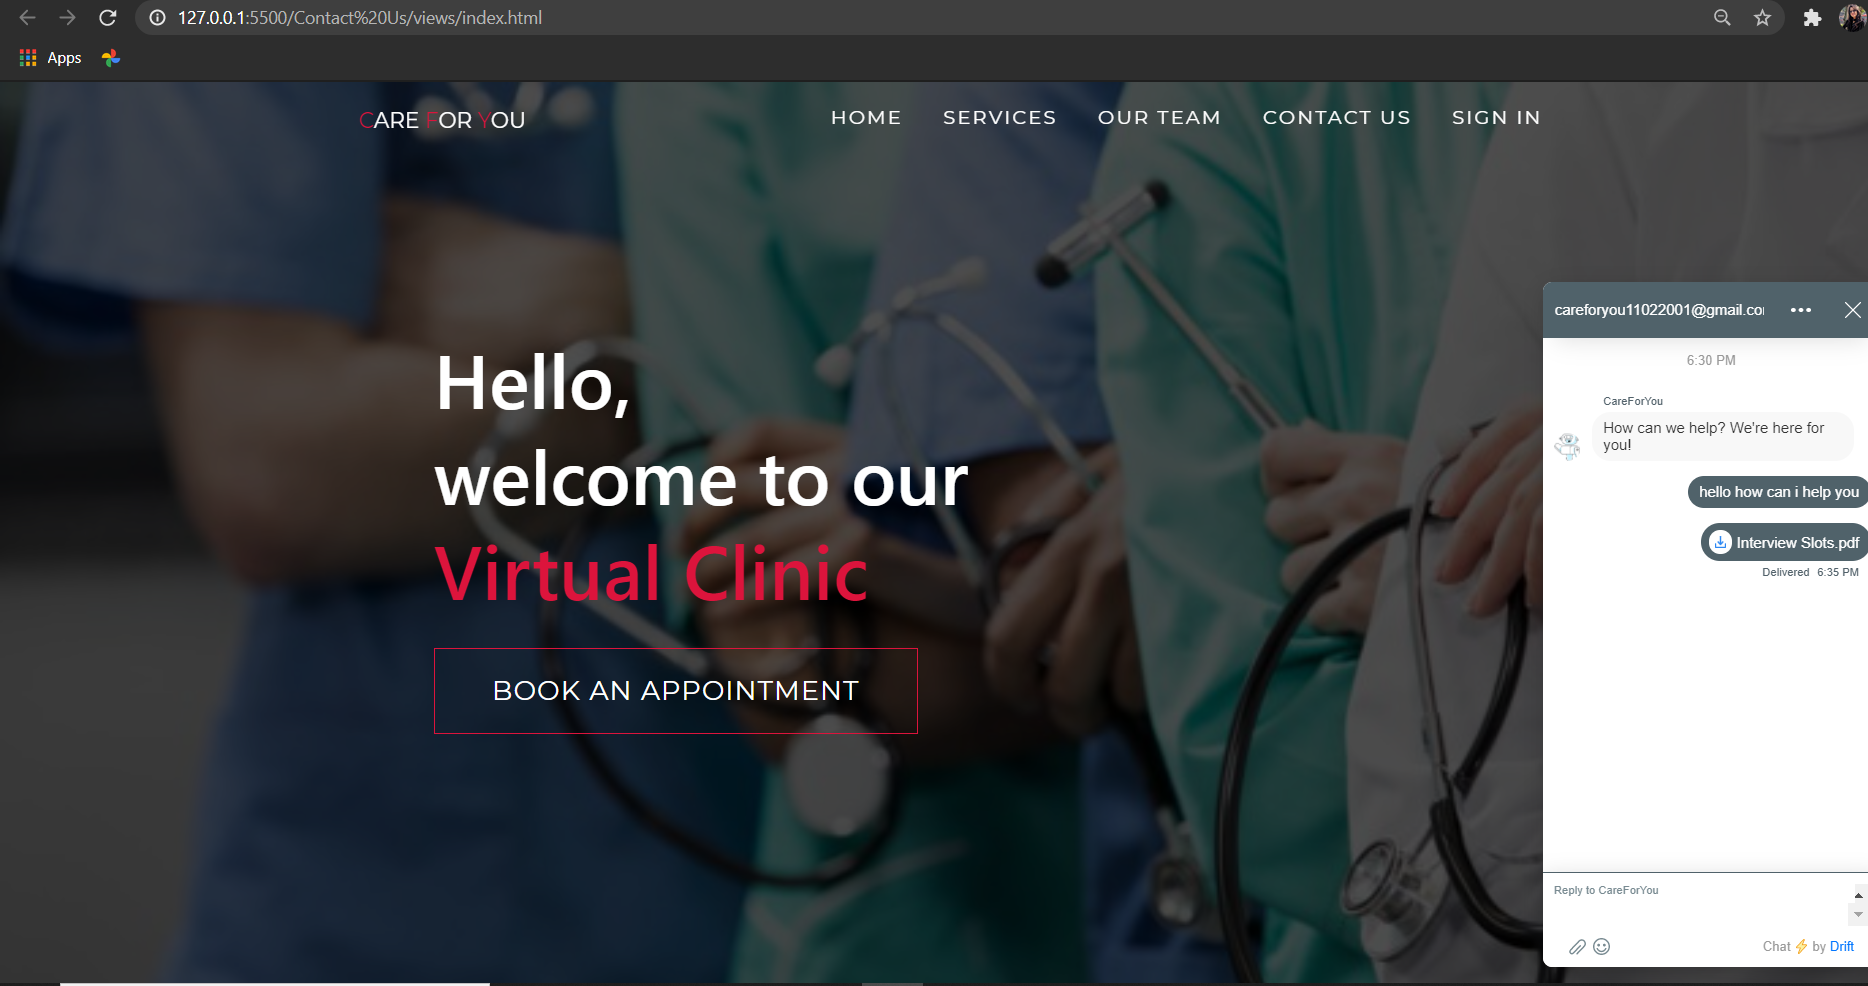 127.0.0.1:5500/Contact%20Us/views/index.html
Apps
CARE FOR YOU
HOME SERVICES OUR TEAM CONTACT US SIGN IN
Hello,
welcome to our
Virtual Clinic
BOOK AN APPOINTMENT
careforyou11022001@gmail.co
6:30 PM
CareForYou
How can we help? We're here for
you!
hello how can i help you
Interview Slots.pdf
Delivered 6:35 PM
Reply to CareForYou
Chat ⚡ by Drift